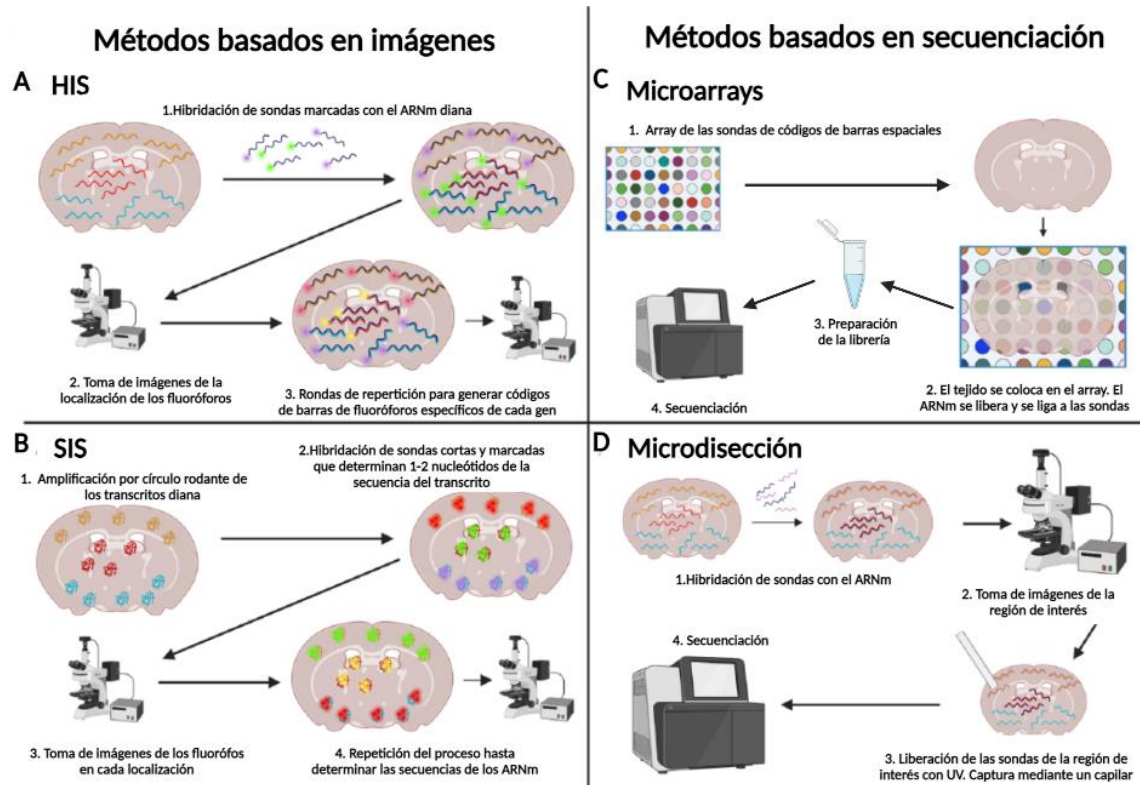 Métodos basados en imágenes
A HIS
1.Hibridación de sondas marcadas con el ARNm diana
2. Toma de imágenes de la
localización de los fluoróforos
3. Rondas de repertición para generar códigos
de barras de fluoróforos específicos de cada gen
B SIS
1. Amplificación por círculo rodante de
los transcritos diana
2.Hibridación de sondas cortas y marcadas
que determinan 1-2 nucleótidos de la
secuencia del transcrito
3. Toma de imágenes de los fluorófos
en cada localización
4. Repetición del proceso hasta
determinar las secuencias de los ARNm
Métodos basados en secuenciación
C Microarrays
1. Array de las sondas de códigos de barras espaciales
3. Preparación
de la librería
4. Secuenciación
2. El tejido se coloca en el array. El
ARNm se libera y se liga a las sondas
D Microdisección
1.Hibridación de sondas con el ARNm
2. Toma de imágenes de la
región de interés
4. Secuenciación
3. Liberación de las sondas de la región de
interés con UV. Captura mediante un capilar